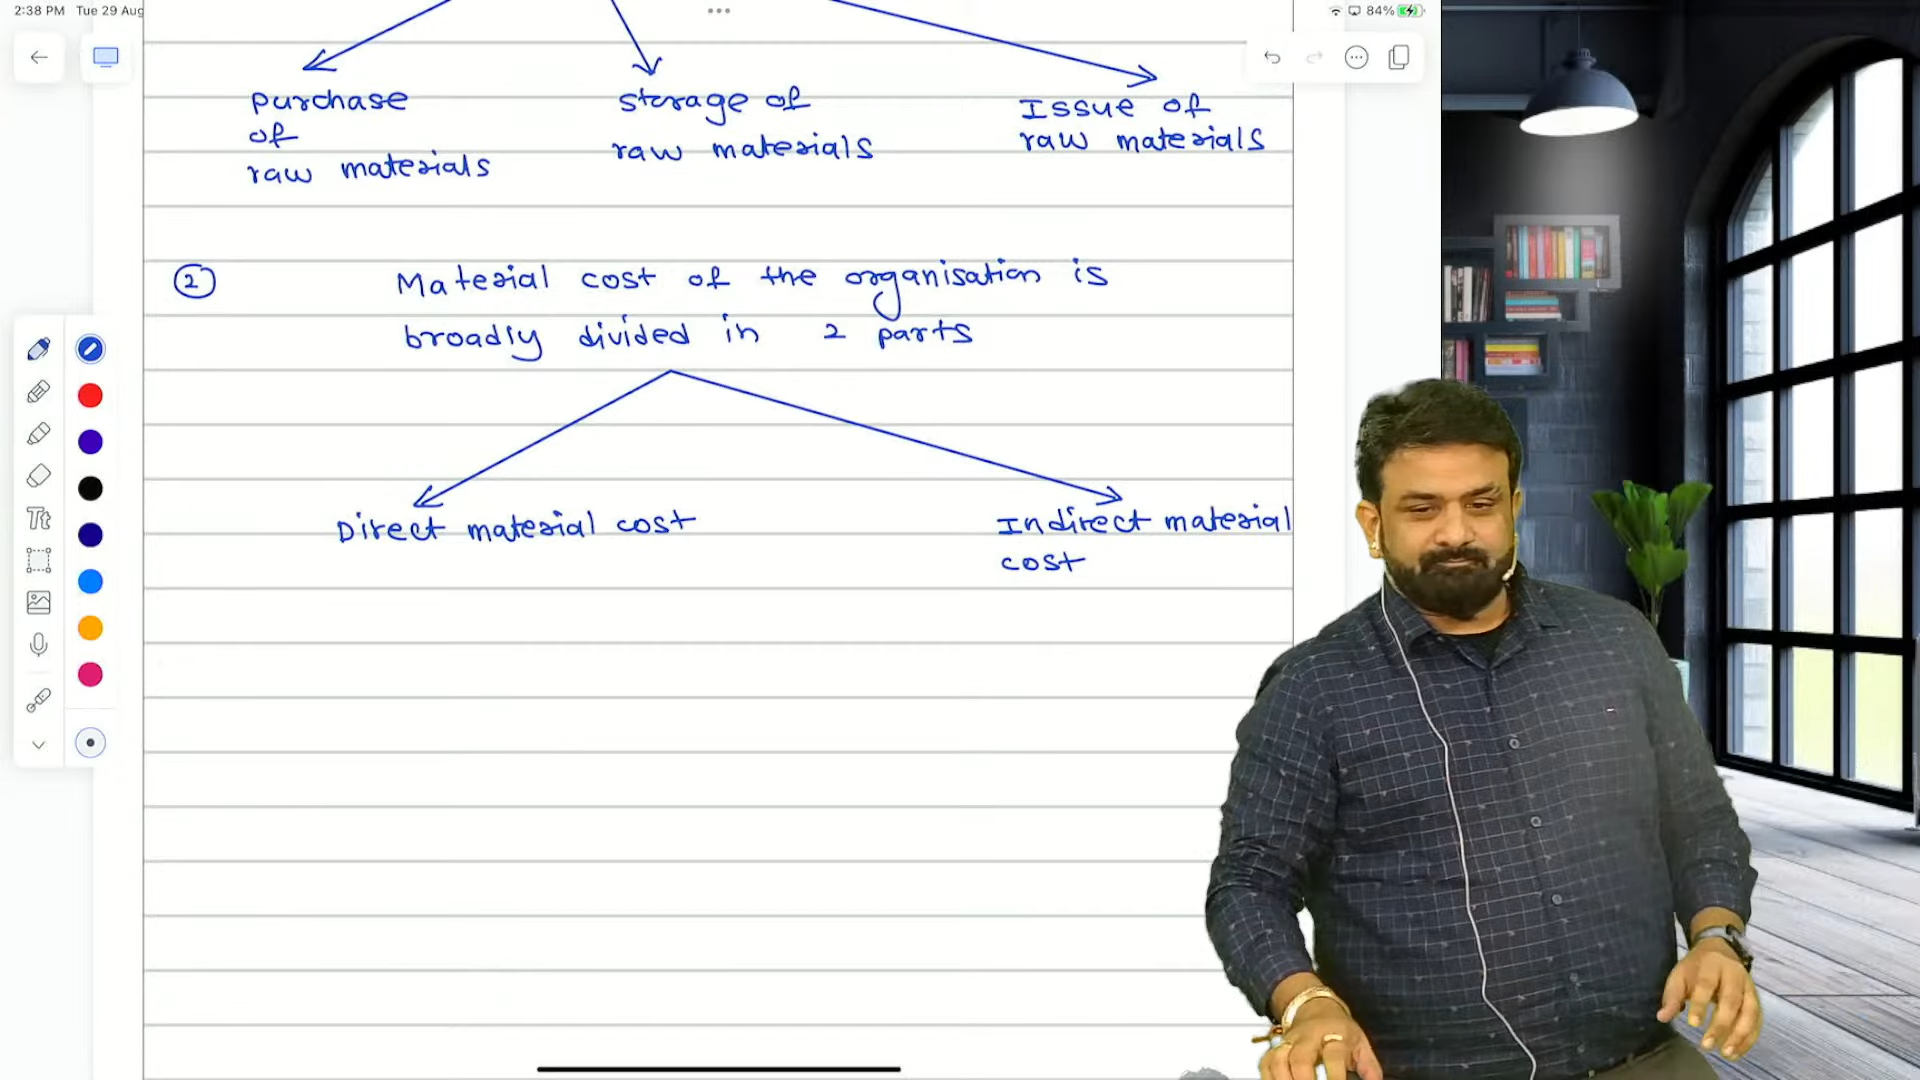 2:38 PM Tue 29 Aug
84%
purchase
of
raw materials
storage of
raw materials
Issue of
raw materials
2
Material cost of the organisation is
broadly divided in 2 parts
Direct material cost
Indirect material
cost
Tt